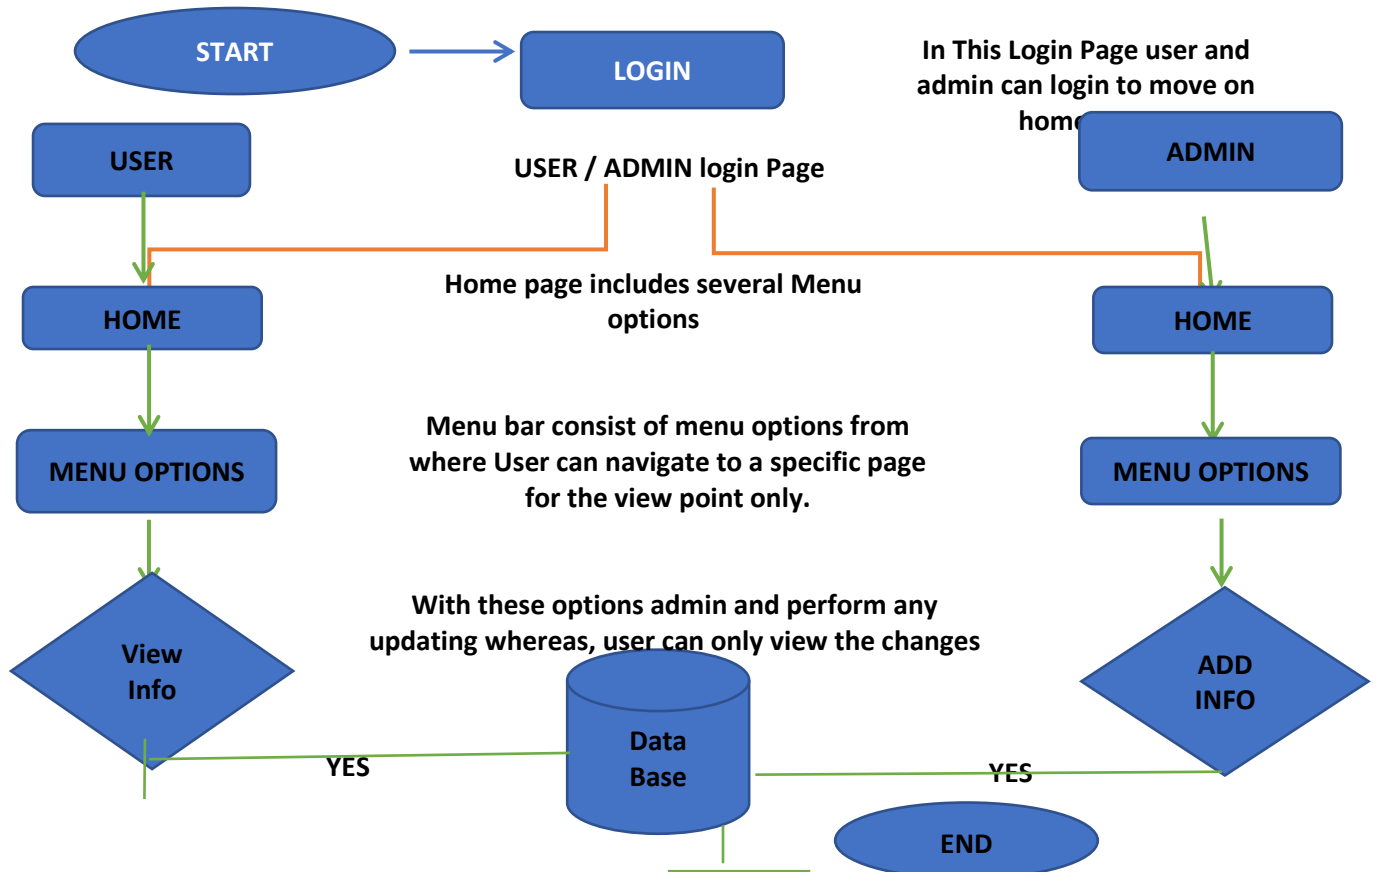 START
LOGIN
In This Login Page user and
admin can login to move on
home
USER
USER / ADMIN login Page
ADMIN
Home page includes several Menu
options
HOME
HOME
Menu bar consist of menu options from
where User can navigate to a specific page
for the view point only.
MENU OPTIONS
MENU OPTIONS
With these options admin and perform any
updating whereas, user can only view the changes
View
Info
ADD
INFO
Data
Base
YES
YES
END